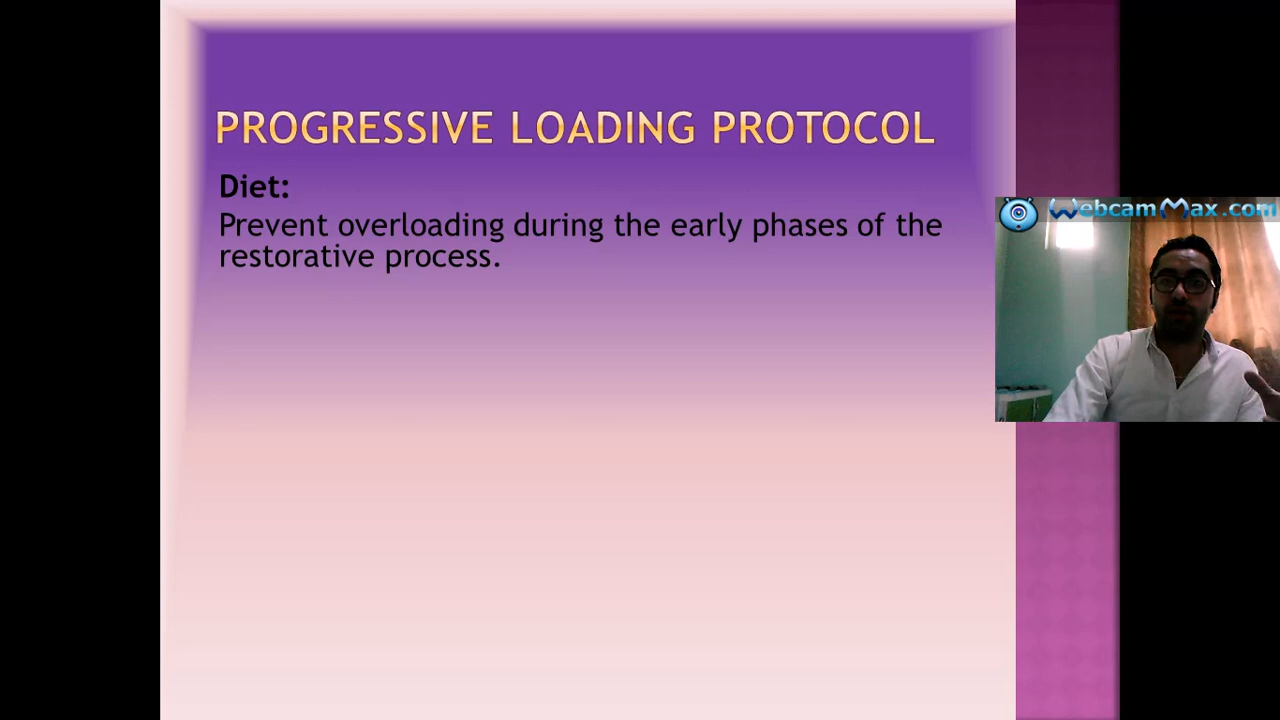 PROGRESSIVE LOADING PROTOCOL
Diet:
Prevent overloading during the early phases of the
restorative process.
WebcamMax.com